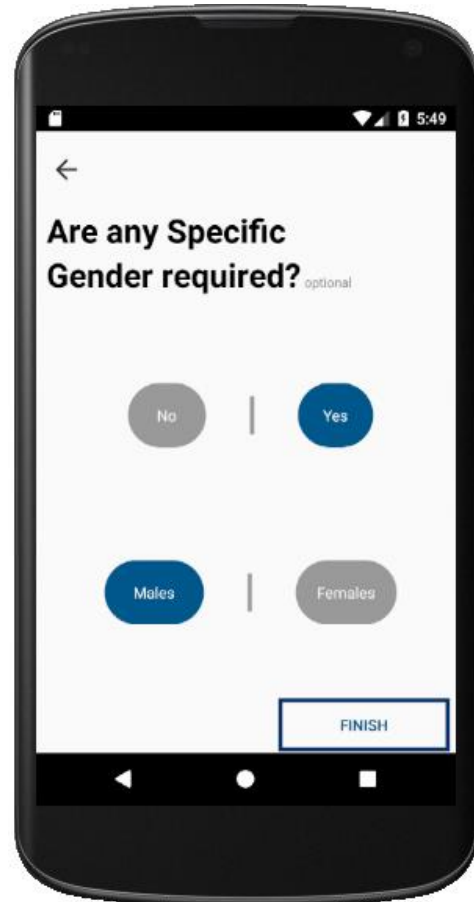 5:49
Are any Specific
Gender required? optional
No | Yes
Males | Females
FINISH